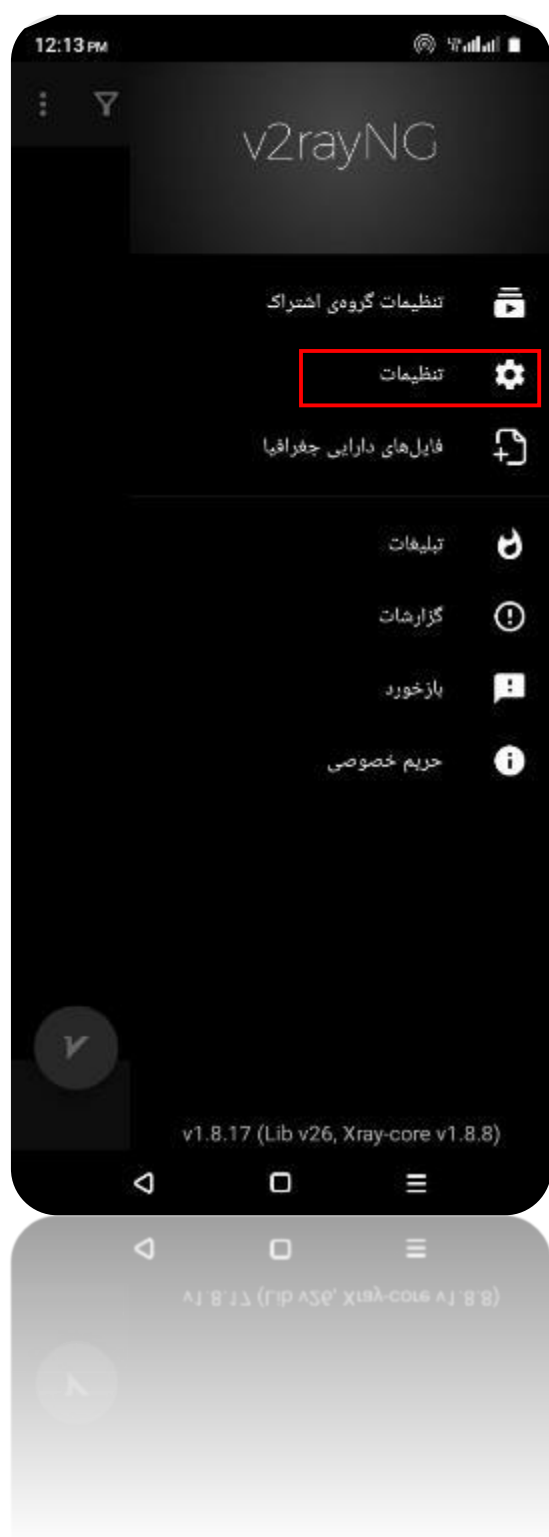 12:13 PM
v2rayNG
تنظیمات گروه‌ی اشتراک
تنظیمات
فایل‌های دارایی جغرافیا
تبلیغات
گزارشات
بازخورد
حریم خصوصی
v1.8.17 (Lib v26, Xray-core v1.8.8)